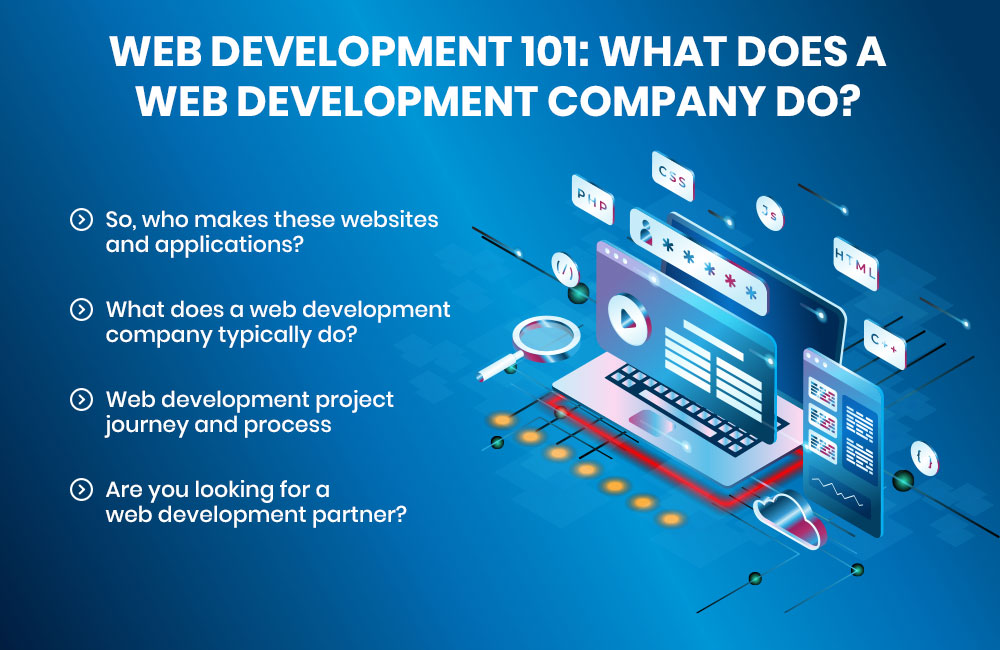 WEB DEVELOPMENT 101: WHAT DOES A
WEB DEVELOPMENT COMPANY DO?
So, who makes these websites
and applications?
What does a web development
company typically do?
Web development project
journey and process
Are you looking for a
web development partner?
CSS
PHP
Js
HTML
* * * * *
(/)
C++
{ }